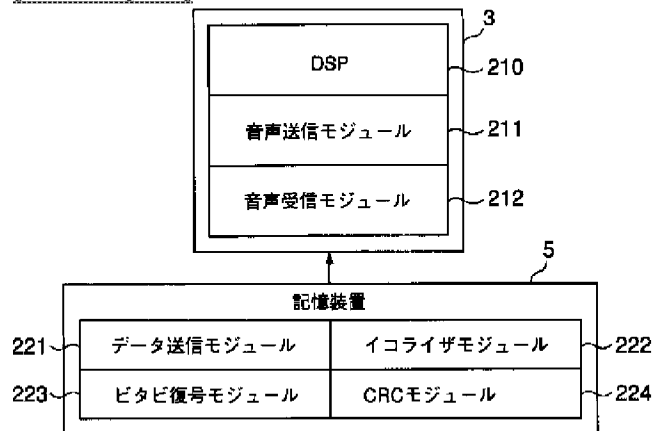 3
DSP
210
音声送信モジュール
211
音声受信モジュール
212
5
記憶装置
221
データ送信モジュール
イコライザモジュール
222
223
ビタビ復号モジュール
CRCモジュール
224